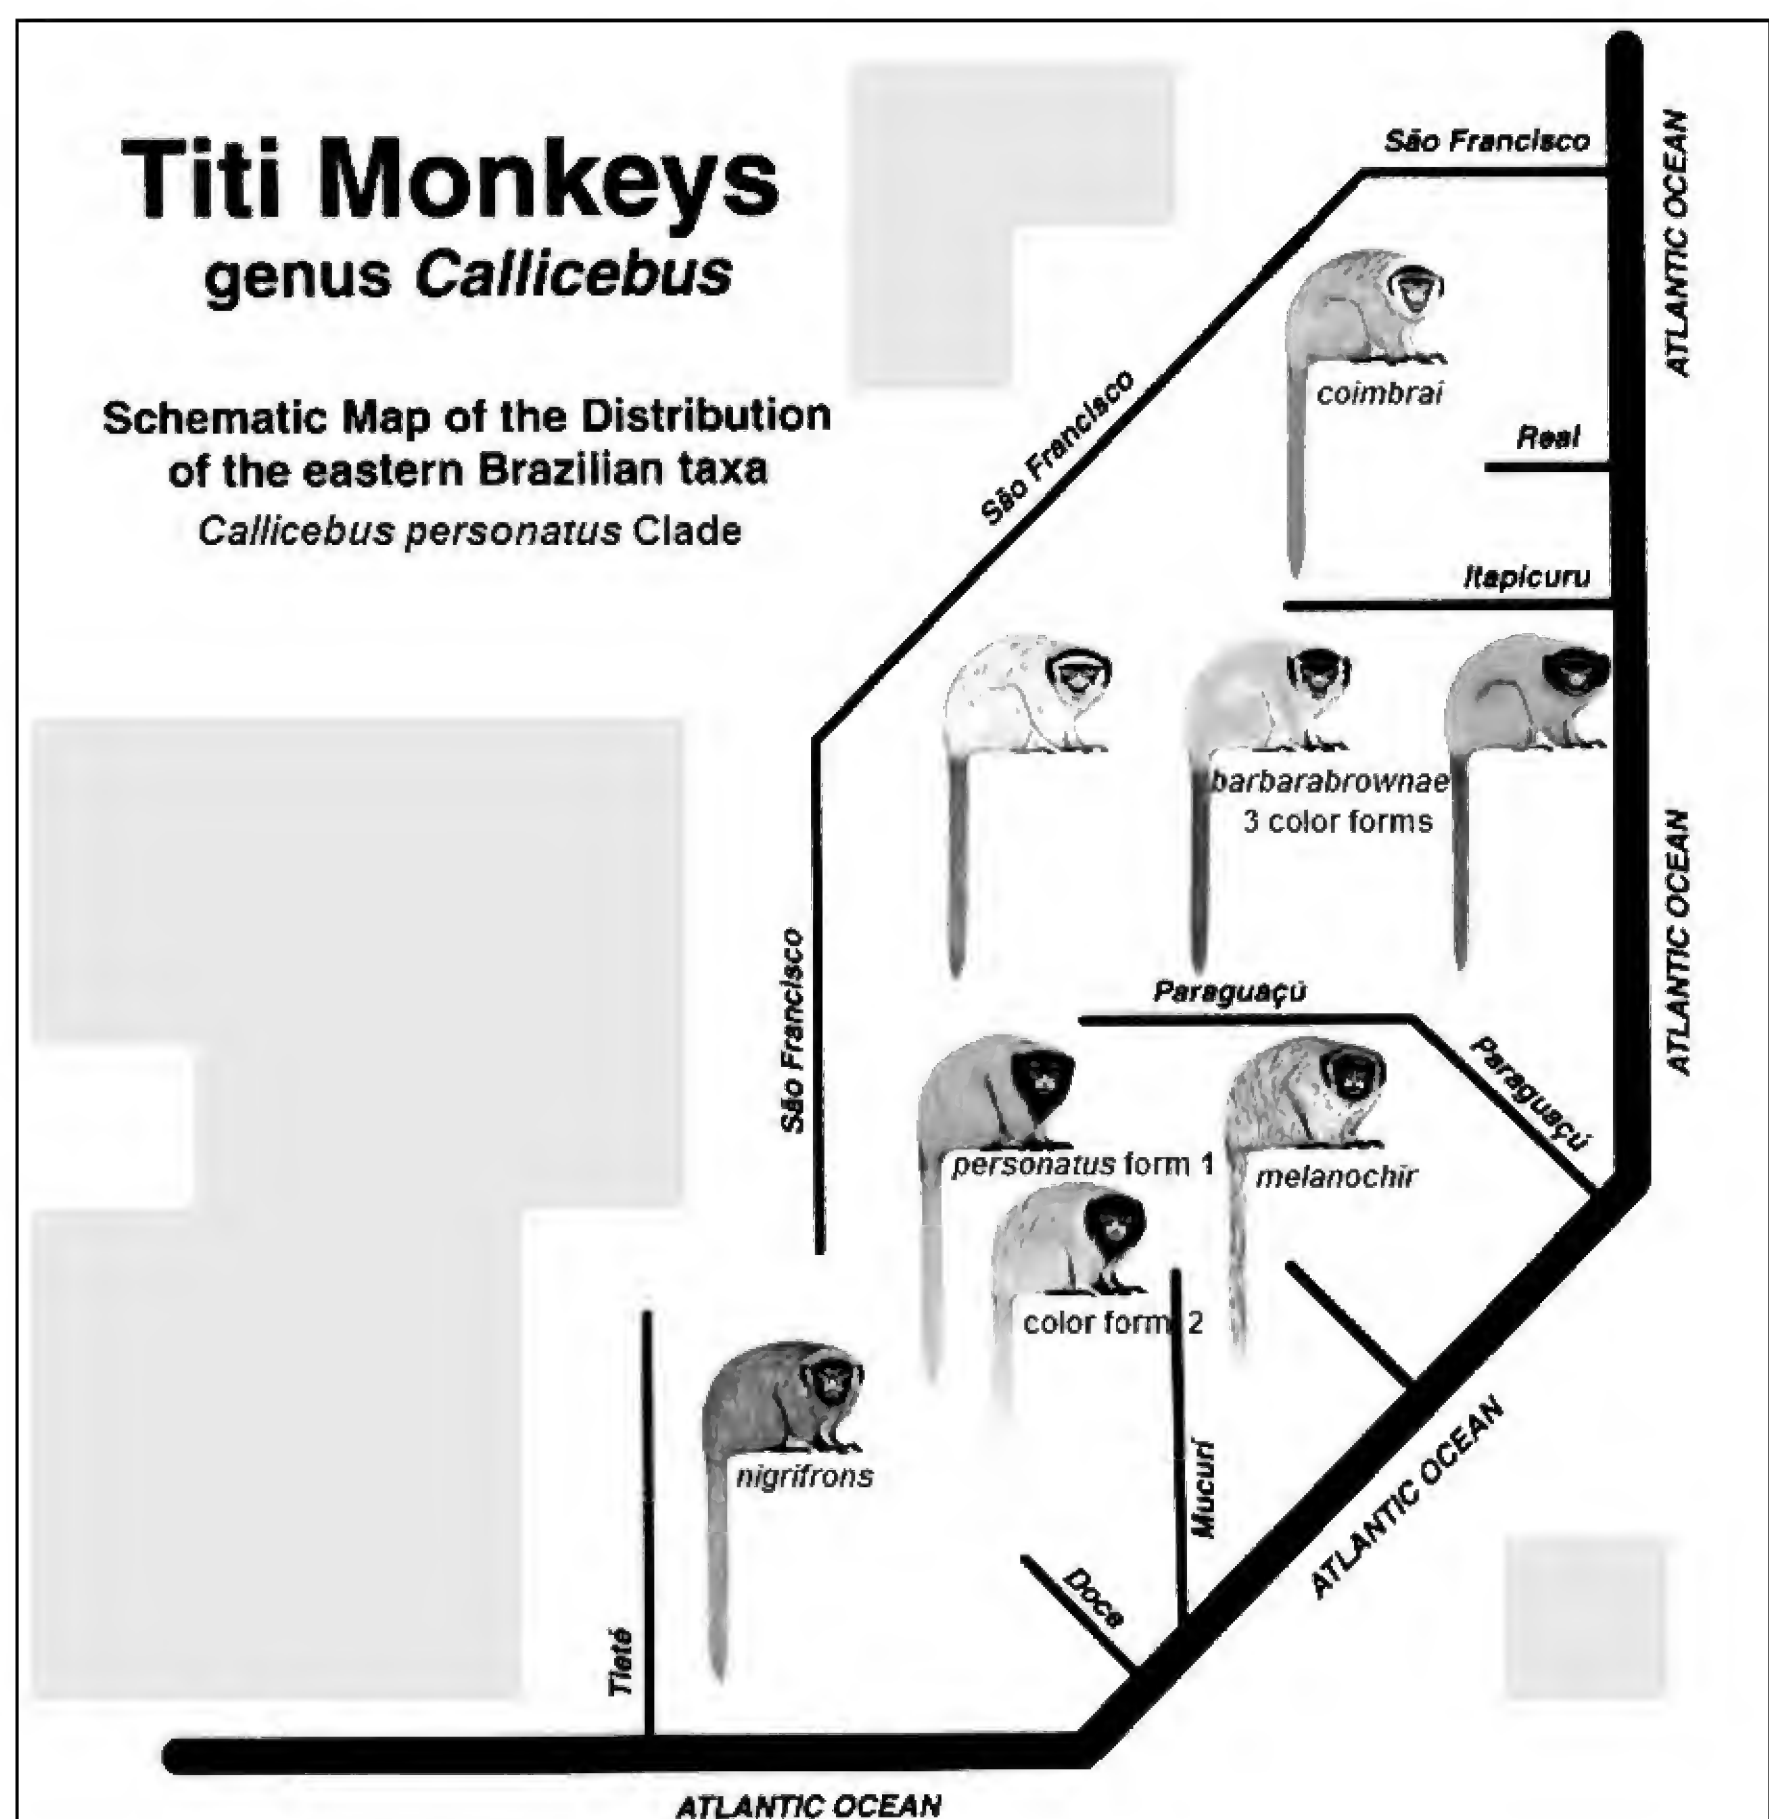 Titi Monkeys
genus Callicebus
Schematic Map of the Distribution
of the eastern Brazilian taxa
Callicebus personatus Clade
São Francisco
ATLANTIC OCEAN
coimbrai
São Francisco
Real
Itapicuru
barbarabrownae
3 color forms
ATLANTIC OCEAN
São Francisco
Paraguaçú
Paraguaçú
personatus form 1
melanochir
color form 2
nigrifrons
Mucuri
ATLANTIC OCEAN
Doce
Tieté
ATLANTIC OCEAN